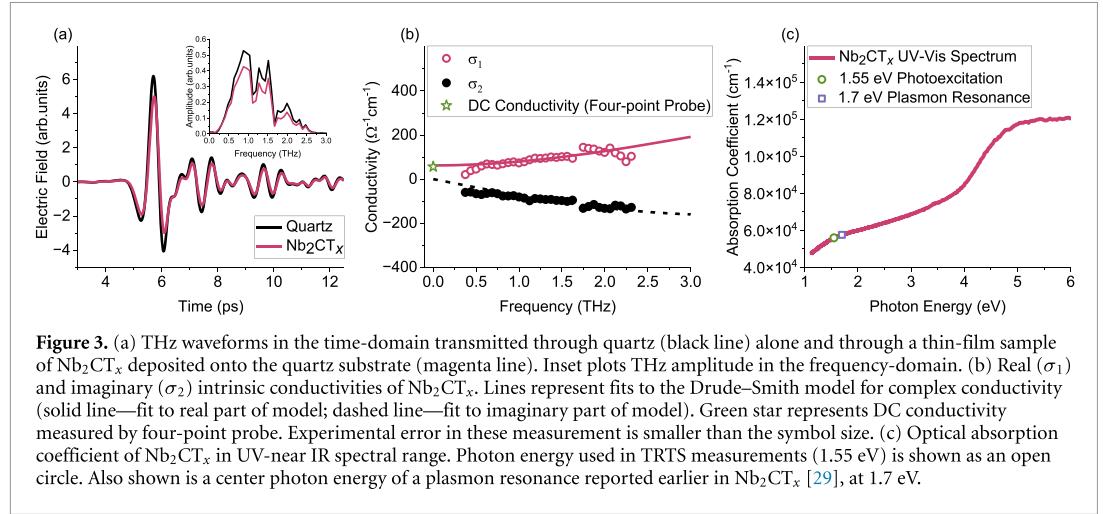 (a)
Electric Field (arb.units)
6
4
2
0
−2
−4
6
8
10
12
Time (ps)
Quartz
Nb₂CTₓ
Amplitude (arb.units)
0.6
0.5
0.4
0.3
0.2
0.1
0.0
0.0 0.5 1.0 1.5 2.0 2.5 3.0
Frequency (THz)
(b)
σ₁
σ₂
DC Conductivity (Four-point Probe)
Conductivity (Ω⁻¹cm⁻¹)
400
200
0
−200
−400
0.0 0.5 1.0 1.5 2.0 2.5 3.0
Frequency (THz)
(c)
Nb₂CTₓ UV-Vis Spectrum
1.55 eV Photoexcitation
1.7 eV Plasmon Resonance
Absorption Coefficient (cm⁻¹)
1.4×10⁵
1.2×10⁵
1.0×10⁵
8.0×10⁴
6.0×10⁴
4.0×10⁴
1 2 3 4 5 6
Photon Energy (eV)
Figure 3. (a) THz waveforms in the time-domain transmitted through quartz (black line) alone and through a thin-film sample
of Nb₂CTₓ deposited onto the quartz substrate (magenta line). Inset plots THz amplitude in the frequency-domain. (b) Real (σ₁)
and imaginary (σ₂) intrinsic conductivities of Nb₂CTₓ. Lines represent fits to the Drude–Smith model for complex conductivity
(solid line—fit to real part of model; dashed line—fit to imaginary part of model). Green star represents DC conductivity
measured by four-point probe. Experimental error in these measurement is smaller than the symbol size. (c) Optical absorption
coefficient of Nb₂CTₓ in UV-near IR spectral range. Photon energy used in TRTS measurements (1.55 eV) is shown as an open
circle. Also shown is a center photon energy of a plasmon resonance reported earlier in Nb₂CTₓ [29], at 1.7 eV.